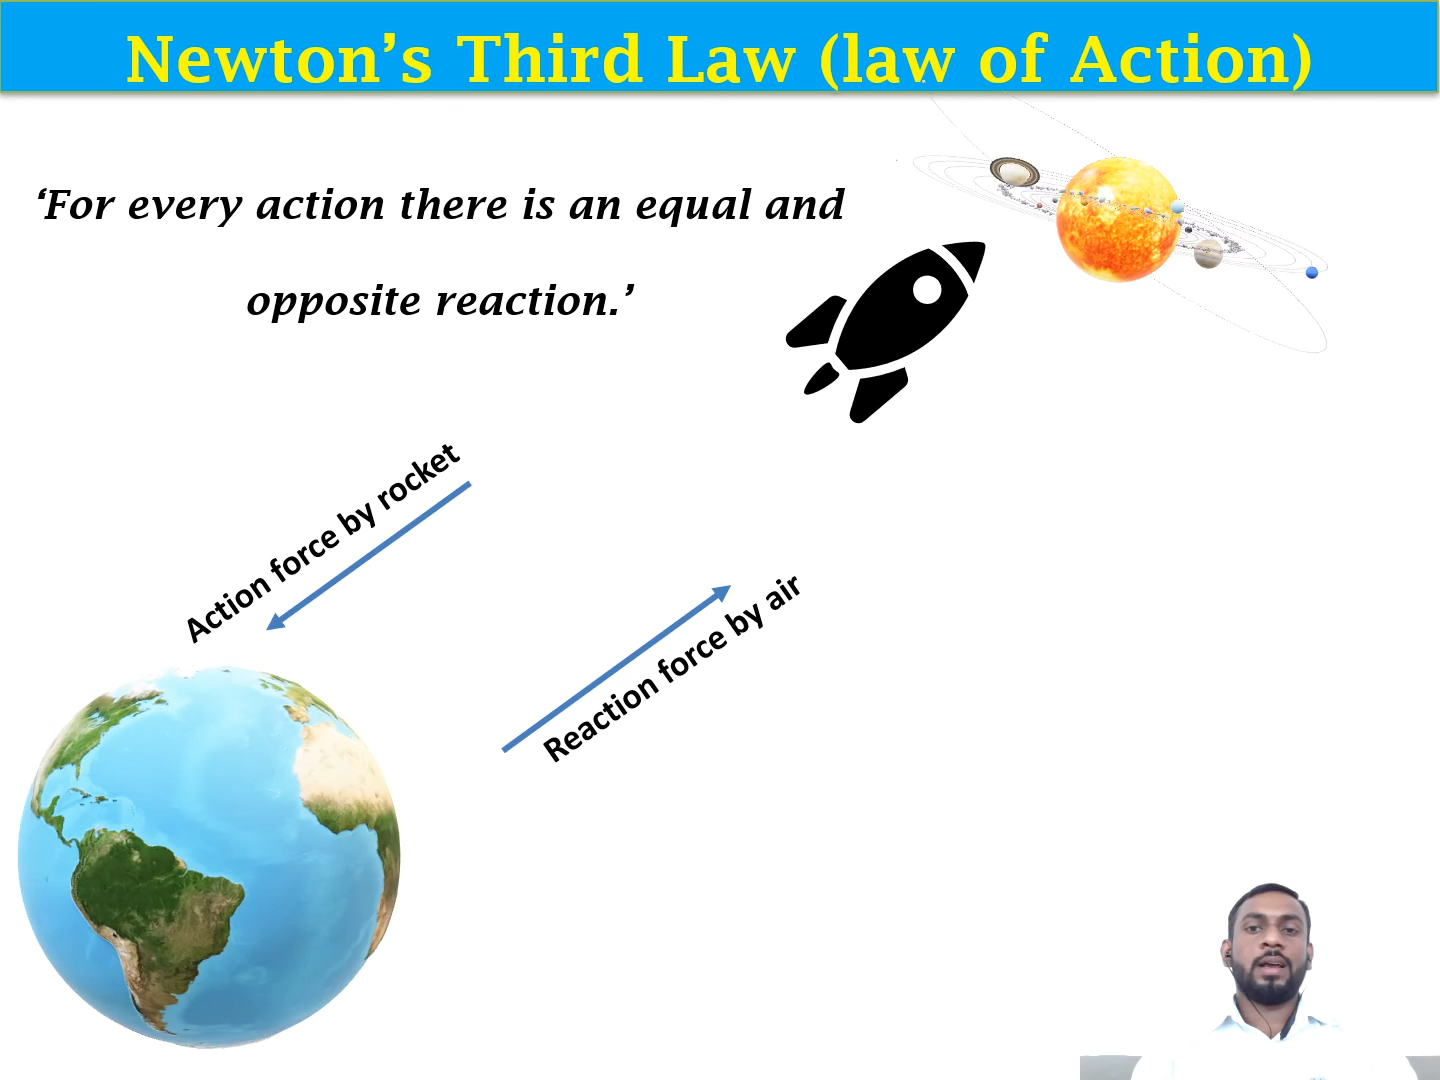 Newton’s Third Law (law of Action)
‘For every action there is an equal and
opposite reaction.’
Action force by rocket
Reaction force by air